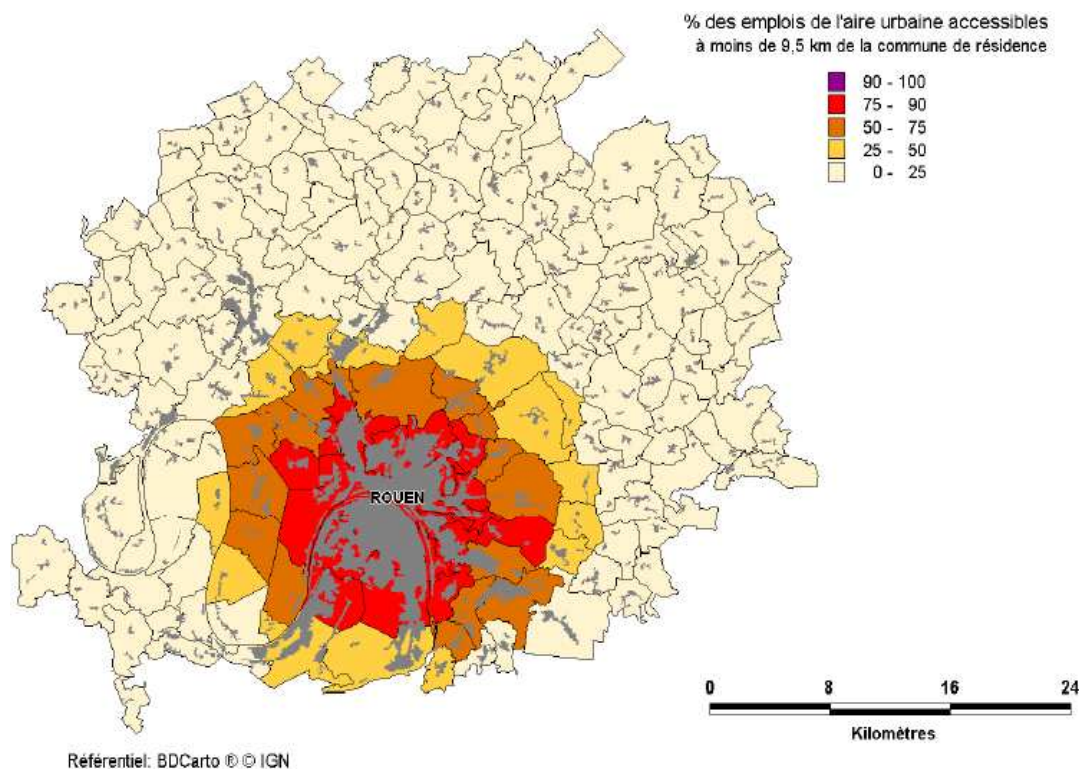 % des emplois de l'aire urbaine accessibles
à moins de 9,5 km de la commune de résidence
90 - 100
75 - 90
50 - 75
25 - 50
0 - 25
ROUEN
0 8 16 24
Kilomètres
Référentiel: BDCarto ® © IGN